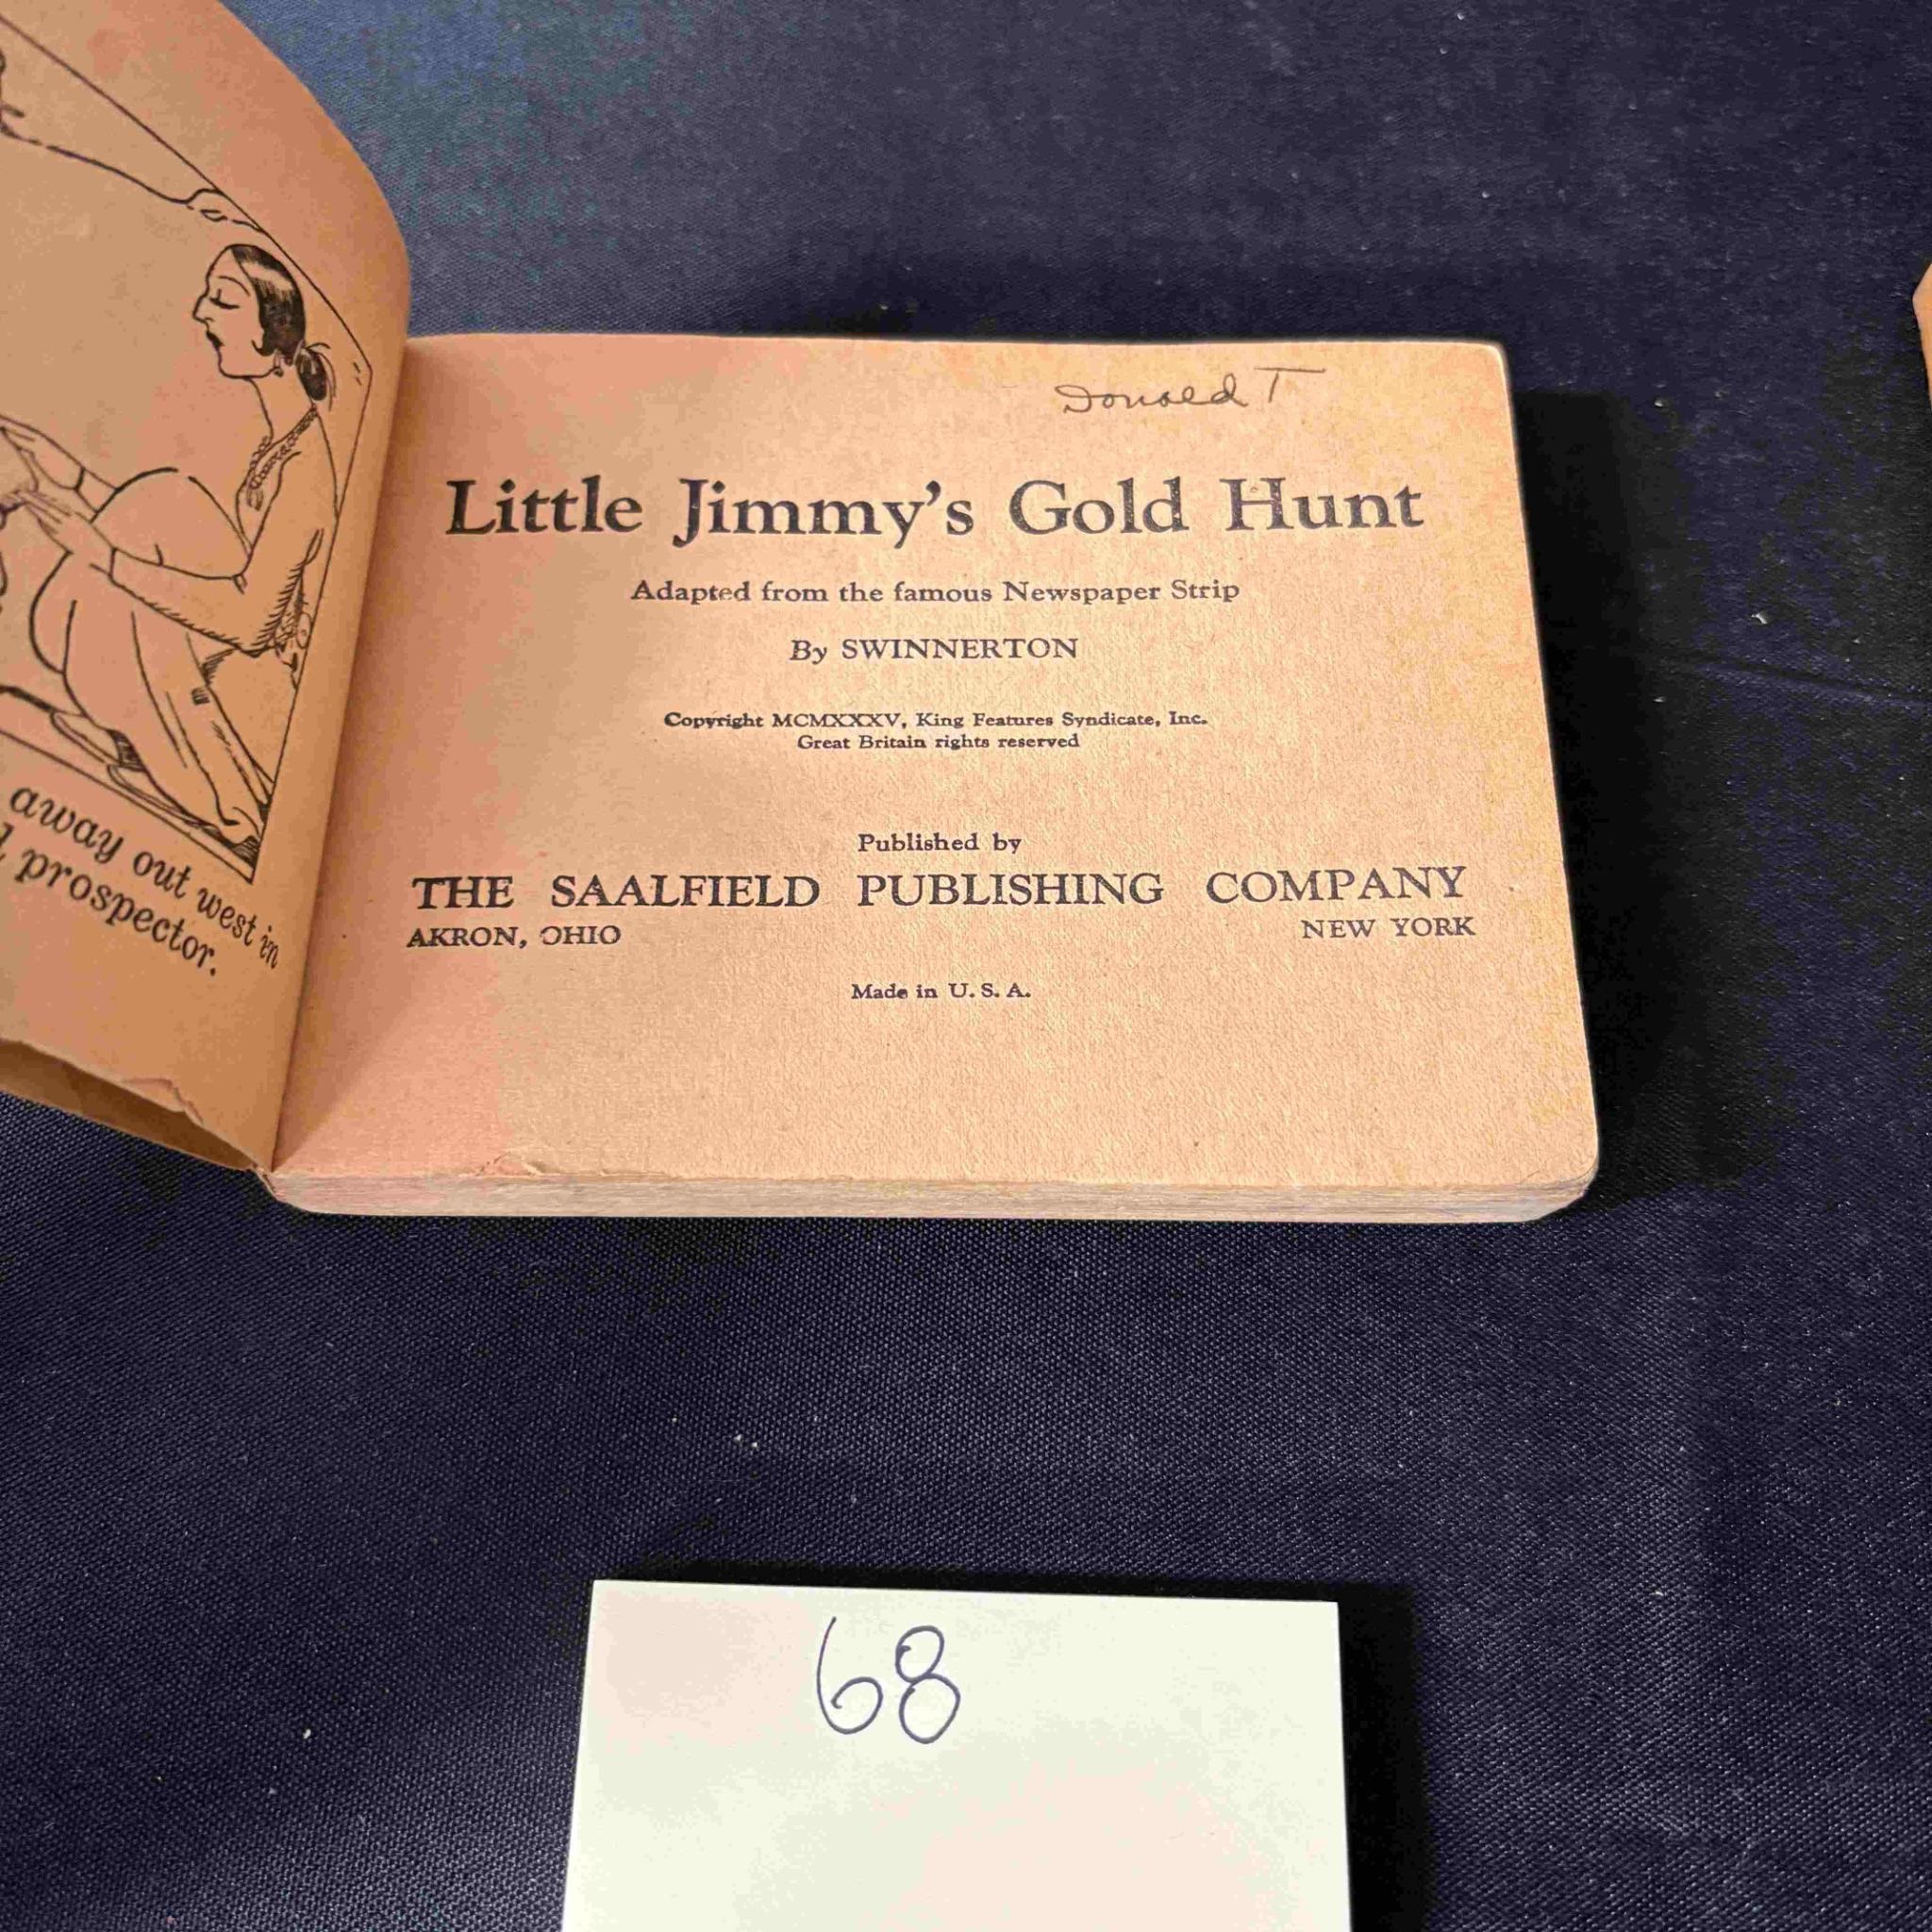 away out west in
prospector.
Donald T
Little Jimmy's Gold Hunt
Adapted from the famous Newspaper Strip
By SWINNERTON
Copyright MCMXXXV, King Features Syndicate, Inc.
Great Britain rights reserved
Published by
THE SAALFIELD PUBLISHING COMPANY
AKRON, OHIO NEW YORK
Made in U. S. A.
68